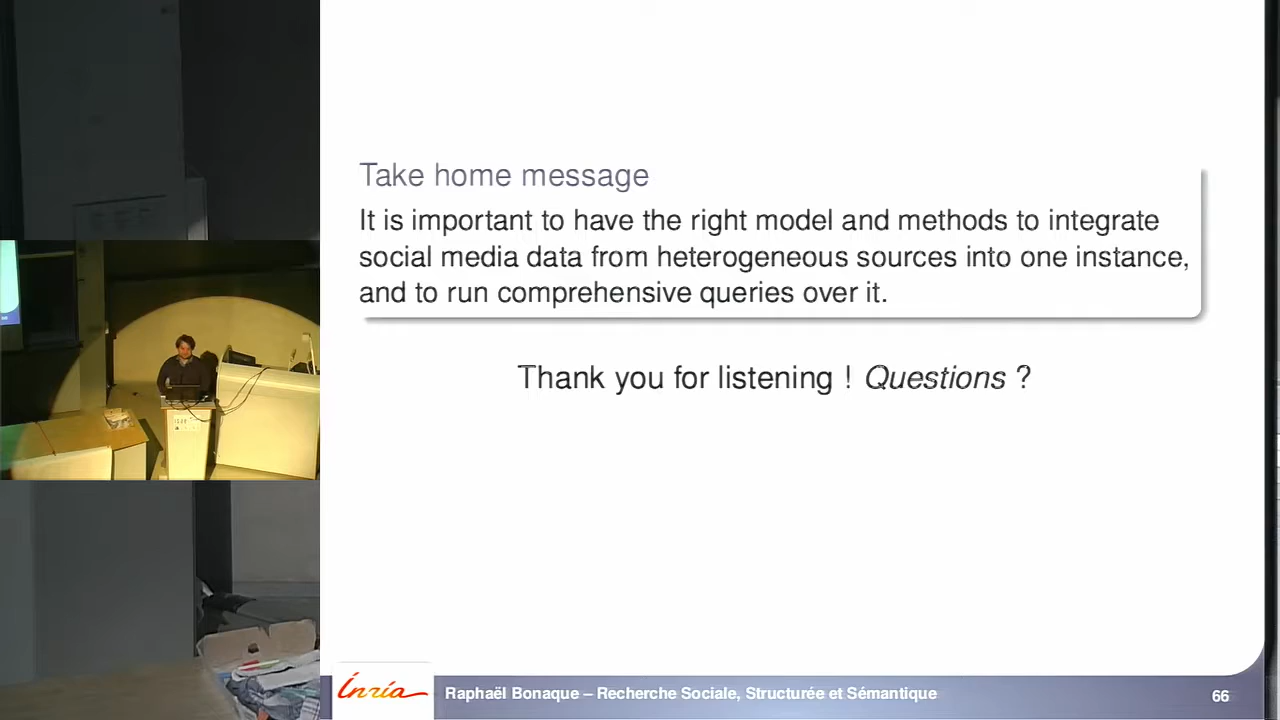 Take home message
It is important to have the right model and methods to integrate
social media data from heterogeneous sources into one instance,
and to run comprehensive queries over it.
Thank you for listening ! Questions ?
Inria
Raphaël Bonaque – Recherche Sociale, Structurée et Sémantique
66